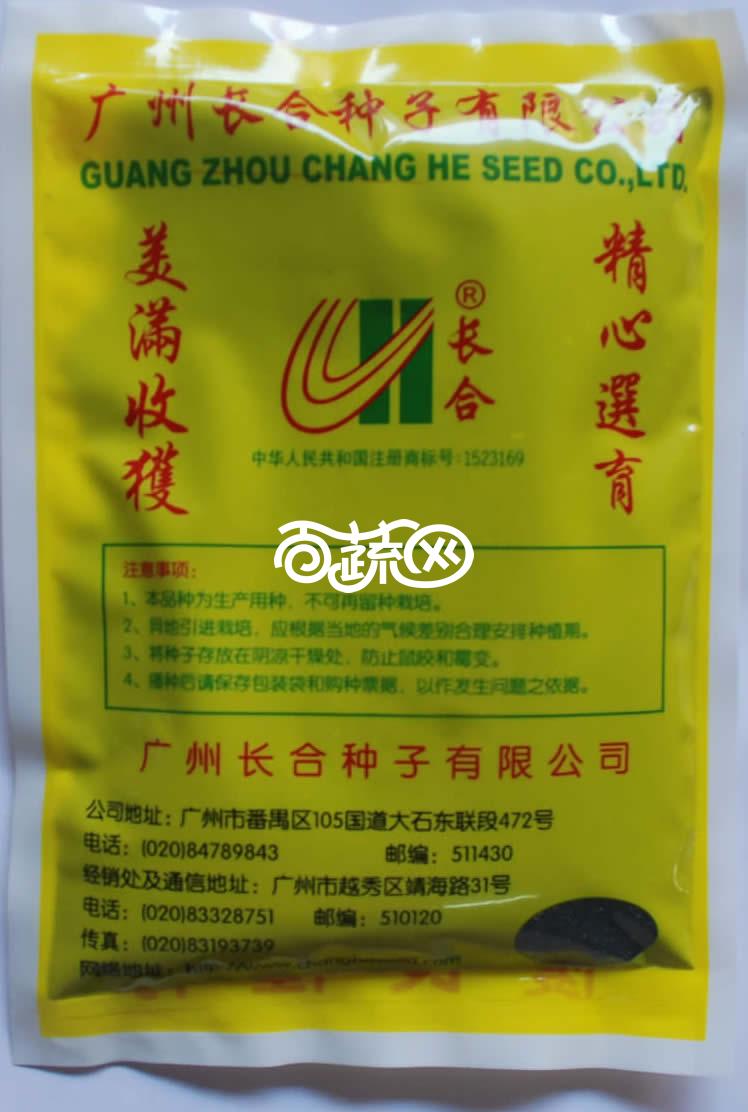 广州长合种子有限公司
GUANG ZHOU CHANG HE SEED CO.,LTD.
精心選育
美滿收獲
®
长合
中华人民共和国注册商标号:1523169
百蔬网
注意事项:
1、本品种为生产用种，不可再留种栽培。
2、异地引进栽培，应根据当地的气候差别合理安排种植期。
3、将种子存放在阴凉干燥处，防止鼠咬和霉变。
4、播种后请保存包装袋和购种票据，以作发生问题之依据。
广州长合种子有限公司
公司地址：广州市番禺区105国道大石东联段472号
电话：(020)84789843 邮编：511430
经销处及通信地址：广州市越秀区靖海路31号
电话：(020)83328751 邮编：510120
传真：(020)83193739
网络地址：